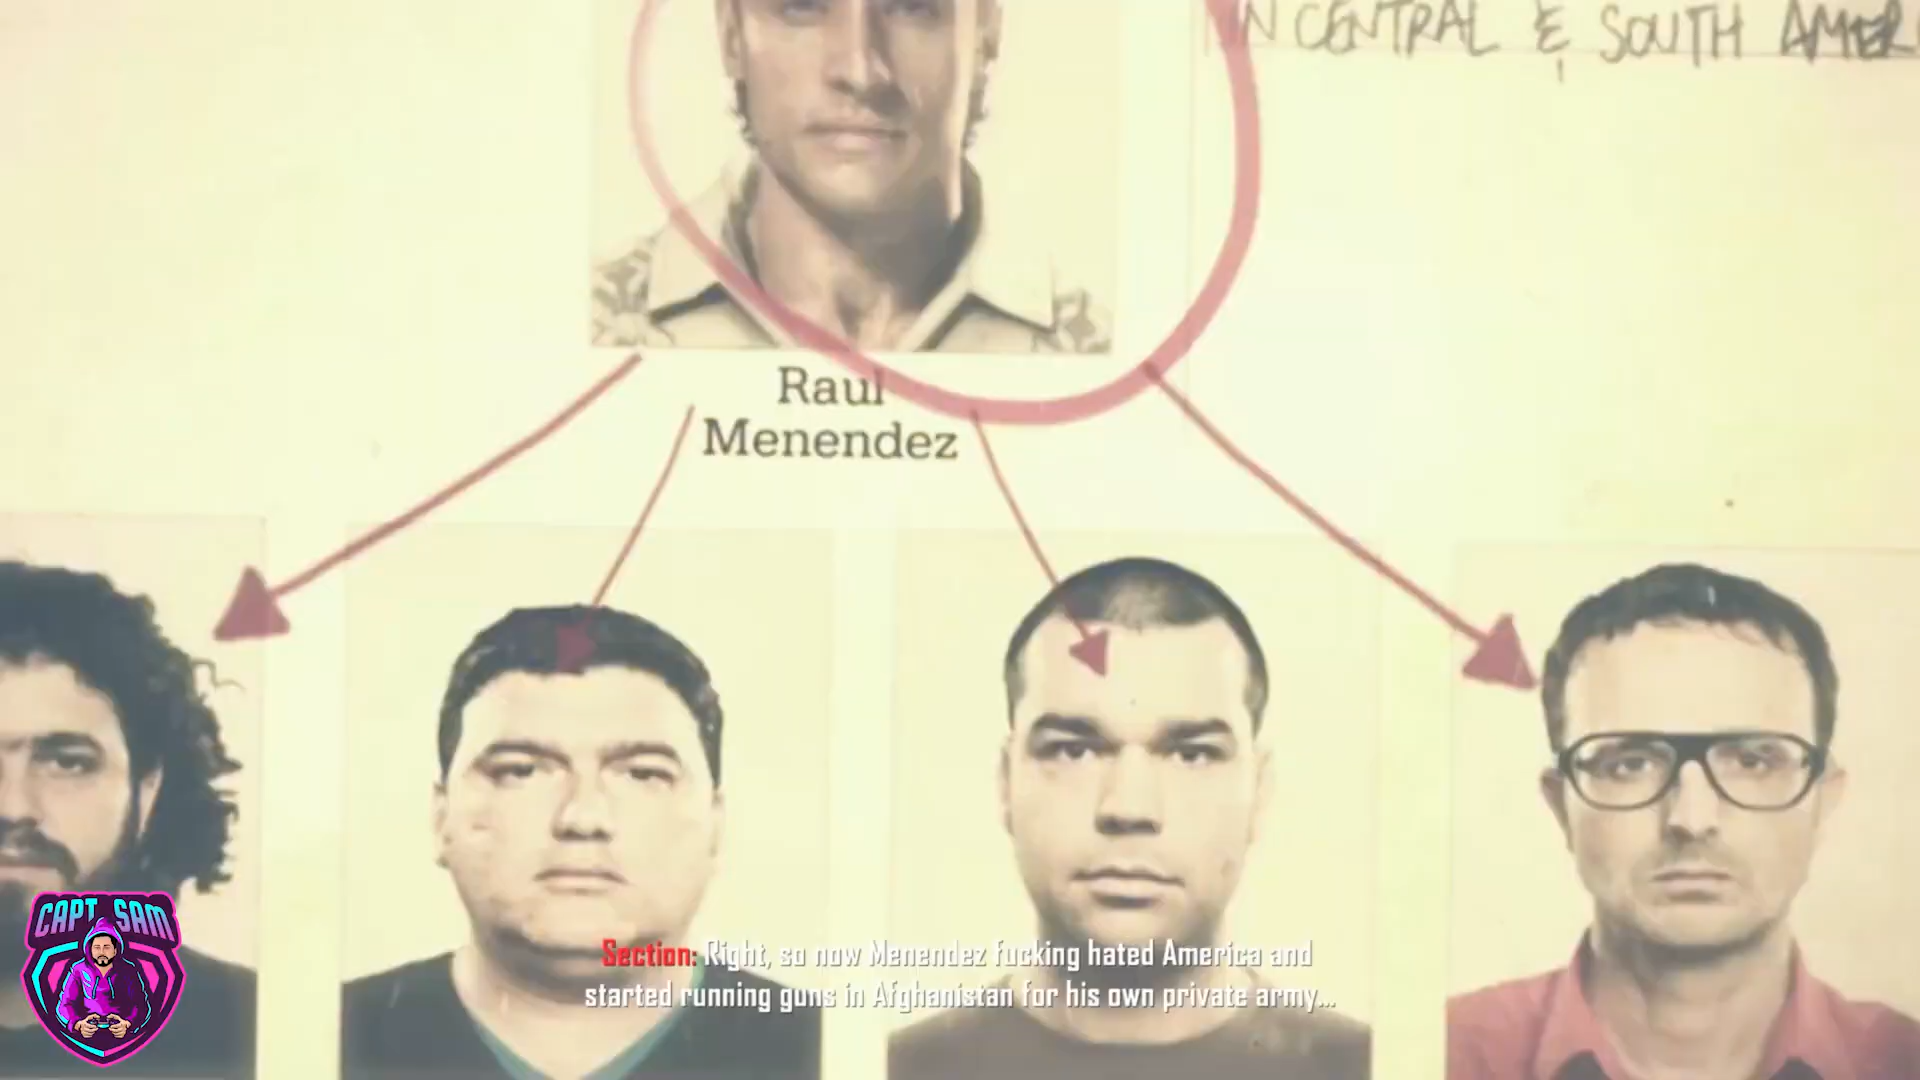 IN CENTRAL & SOUTH AMER
Raul
Menendez
CAPT SAM
Section: Right, so now Menendez fucking hated America and
started running guns in Afghanistan for his own private army...